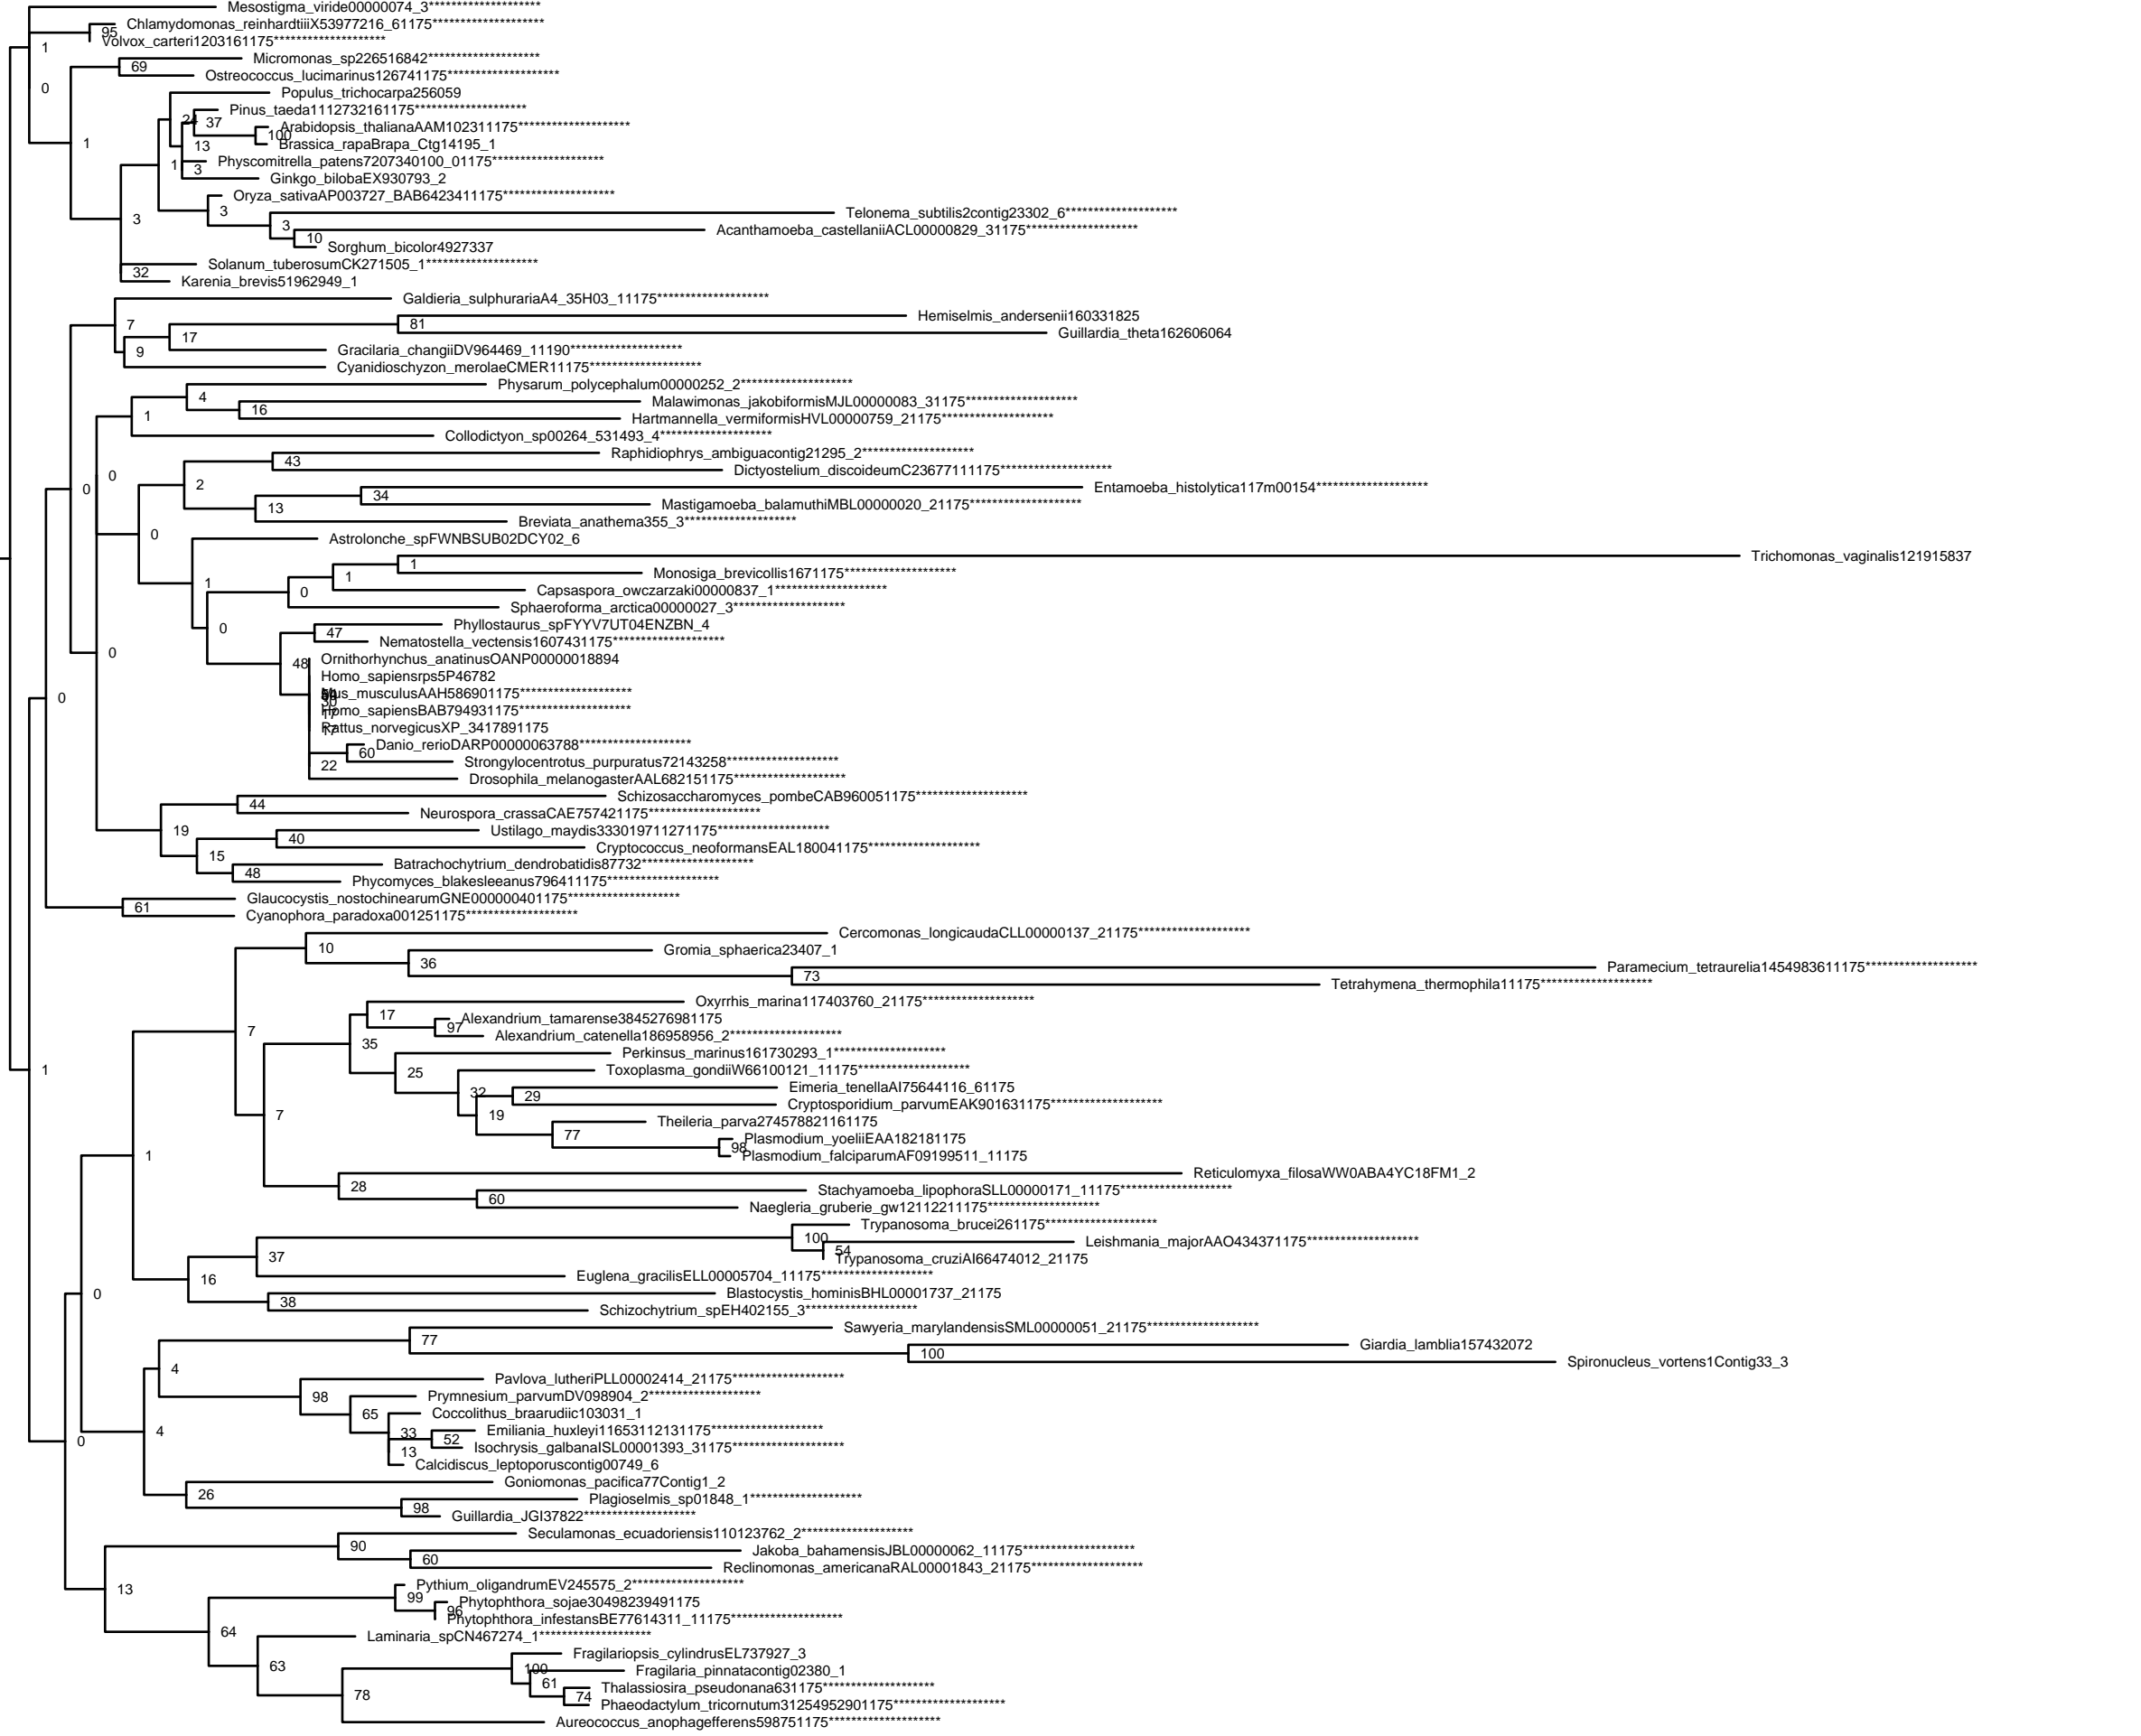 Mesostigma_viride00000074_3********************
Chlamydomonas_reinhardtiiiX53977216_61175********************
95
Volvox_carteri1203161175********************
1
Micromonas_sp226516842********************
69
Ostreococcus_lucimarinus126741175********************
0
Populus_trichocarpa256059
Pinus_taeda1112732161175********************
24
37
Arabidopsis_thalianaAAM102311175********************
100
1
13
Brassica_rapaBrapa_Ctg14195_1
Physcomitrella_patens7207340100_01175********************
1
3
Ginkgo_bilobaEX930793_2
Oryza_sativaAP003727_BAB6423411175********************
3
3
Telonema_subtilis2contig23302_6********************
3
Acanthamoeba_castellaniiACL00000829_31175********************
10
Sorghum_bicolor4927337
Solanum_tuberosumCK271505_1********************
32
Karenia_brevis51962949_1
Galdieria_sulphurariaA4_35H03_11175********************
7
Hemiselmis_andersenii160331825
81
Guillardia_theta162606064
17
Gracilaria_changiiDV964469_11190********************
9
Cyanidioschyzon_merolaeCMER11175********************
Physarum_polycephalum00000252_2********************
4
Malawimonas_jakobiformisMJL00000083_31175********************
16
1
Hartmannella_vermiformisHVL00000759_21175********************
Collodictyon_sp00264_531493_4********************
Raphidiophrys_ambiguacontig21295_2********************
43
Dictyostelium_discoideumC23677111175********************
0
0
2
Entamoeba_histolytica117m00154********************
34
Mastigamoeba_balamuthiMBL00000020_21175********************
13
Breviata_anathema355_3********************
0
Astrolonche_spFWNBSUB02DCY02_6
Trichomonas_vaginalis121915837
1
Monosiga_brevicollis1671175********************
1
1
Capsaspora_owczarzaki00000837_1********************
0
Sphaeroforma_arctica00000027_3********************
0
Phyllostaurus_spFYYV7UT04ENZBN_4
47
Nematostella_vectensis1607431175********************
0
48
Ornithorhynchus_anatinusOANP00000018894
Homo_sapiensrps5P46782
0
Mus_musculusAAH586901175********************
30
Homo_sapiensBAB794931175********************
17
Rattus_norvegicusXP_3417891175
17
Danio_rerioDARP00000063788********************
60
Strongylocentrotus_purpuratus72143258********************
22
Drosophila_melanogasterAAL682151175********************
Schizosaccharomyces_pombeCAB960051175********************
44
Neurospora_crassaCAE757421175********************
19
Ustilago_maydis333019711271175********************
40
Cryptococcus_neoformansEAL180041175********************
15
Batrachochytrium_dendrobatidis87732********************
48
Phycomyces_blakesleeanus796411175********************
Glaucocystis_nostochinearumGNE000000401175********************
61
Cyanophora_paradoxa001251175********************
Cercomonas_longicaudaCLL00000137_21175********************
10
Gromia_sphaerica23407_1
36
Paramecium_tetraurelia1454983611175********************
73
Tetrahymena_thermophila11175********************
Oxyrrhis_marina117403760_21175********************
17
Alexandrium_tamarense3845276981175
97
7
Alexandrium_catenella186958956_2********************
35
Perkinsus_marinus161730293_1********************
1
25
Toxoplasma_gondiiW66100121_11175********************
32
Eimeria_tenellaAI75644116_61175
29
Cryptosporidium_parvumEAK901631175********************
7
19
Theileria_parva274578821161175
77
Plasmodium_yoeliiEAA182181175
98
1
Plasmodium_falciparumAF09199511_11175
Reticulomyxa_filosaWW0ABA4YC18FM1_2
28
Stachyamoeba_lipophoraSLL00000171_11175********************
60
Naegleria_gruberie_gw12112211175********************
Trypanosoma_brucei261175********************
100
Leishmania_majorAAO434371175********************
54
37
Trypanosoma_cruziAI66474012_21175
16
Euglena_gracilisELL00005704_11175********************
0
Blastocystis_hominisBHL00001737_21175
38
Schizochytrium_spEH402155_3********************
Sawyeria_marylandensisSML00000051_21175********************
77
Giardia_lamblia157432072
100
Spironucleus_vortens1Contig33_3
4
Pavlova_lutheriPLL00002414_21175********************
98
Prymnesium_parvumDV098904_2********************
65
Coccolithus_braarudiic103031_1
4
33
Emiliania_huxleyi11653112131175********************
0
52
Isochrysis_galbanaISL00001393_31175********************
13
Calcidiscus_leptoporuscontig00749_6
Goniomonas_pacifica77Contig1_2
26
Plagioselmis_sp01848_1********************
98
Guillardia_JGI37822********************
Seculamonas_ecuadoriensis110123762_2********************
90
Jakoba_bahamensisJBL00000062_11175********************
60
Reclinomonas_americanaRAL00001843_21175********************
13
Pythium_oligandrumEV245575_2********************
99
Phytophthora_sojae30498239491175
96
Phytophthora_infestansBE77614311_11175********************
64
Laminaria_spCN467274_1********************
63
Fragilariopsis_cylindrusEL737927_3
100
Fragilaria_pinnatacontig02380_1
61
Thalassiosira_pseudonana631175********************
78
74
Phaeodactylum_tricornutum31254952901175********************
Aureococcus_anophagefferens598751175********************